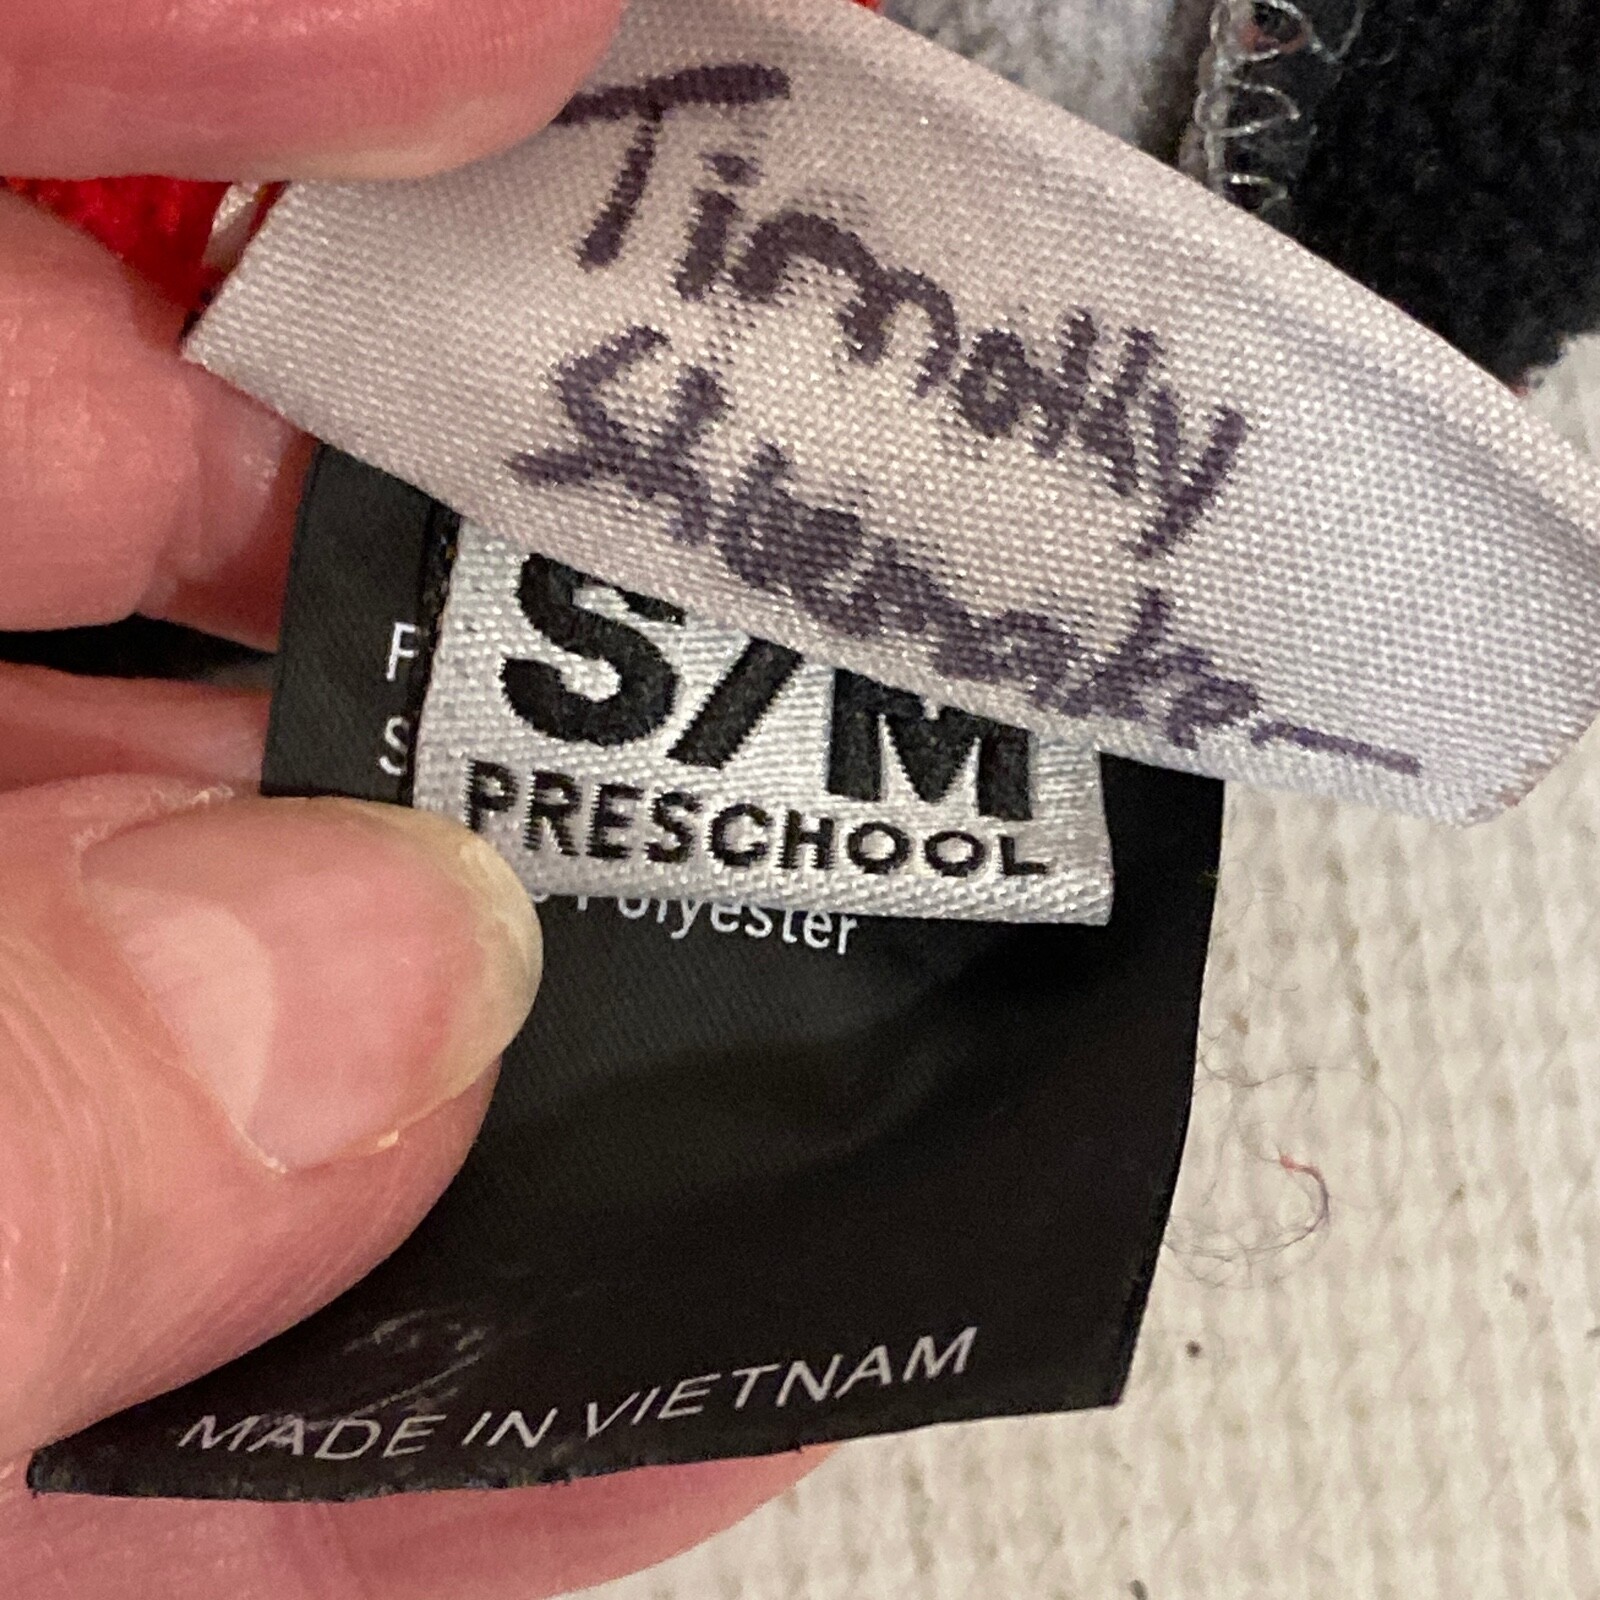 Timothy
S/M
PRESCHOOL
Polyester
MADE IN VIETNAM